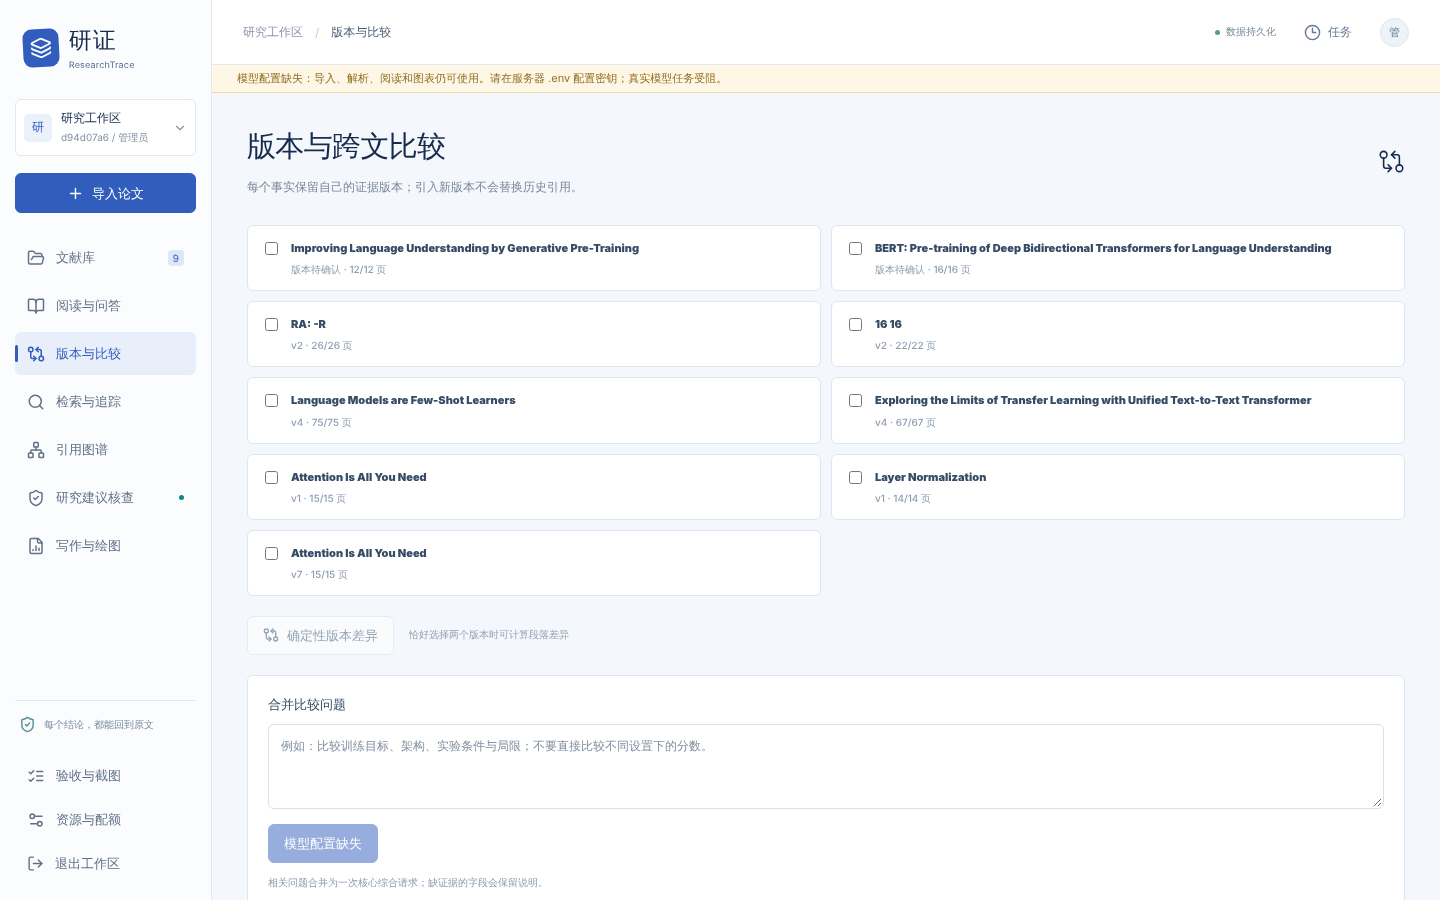 研证
ResearchTrace
研
研究工作区
d94d07a6 / 管理员
导入论文
文献库
9
阅读与问答
版本与比较
检索与追踪
引用图谱
研究建议核查
写作与绘图
每个结论，都能回到原文
验收与截图
资源与配额
退出工作区
研究工作区 / 版本与比较
数据持久化
任务
管
模型配置缺失：导入、解析、阅读和图表仍可使用。请在服务器 .env 配置密钥；真实模型任务受阻。
版本与跨文比较
每个事实保留自己的证据版本；引入新版本不会替换历史引用。
Improving Language Understanding by Generative Pre-Training
版本待确认 · 12/12 页
BERT: Pre-training of Deep Bidirectional Transformers for Language Understanding
版本待确认 · 16/16 页
RA: -R
v2 · 26/26 页
16 16
v2 · 22/22 页
Language Models are Few-Shot Learners
v4 · 75/75 页
Exploring the Limits of Transfer Learning with Unified Text-to-Text Transformer
v4 · 67/67 页
Attention Is All You Need
v1 · 15/15 页
Layer Normalization
v1 · 14/14 页
Attention Is All You Need
v7 · 15/15 页
确定性版本差异
恰好选择两个版本时可计算段落差异
合并比较问题
例如：比较训练目标、架构、实验条件与局限；不要直接比较不同设置下的分数。
模型配置缺失
相关问题合并为一次核心综合请求；缺证据的字段会保留说明。